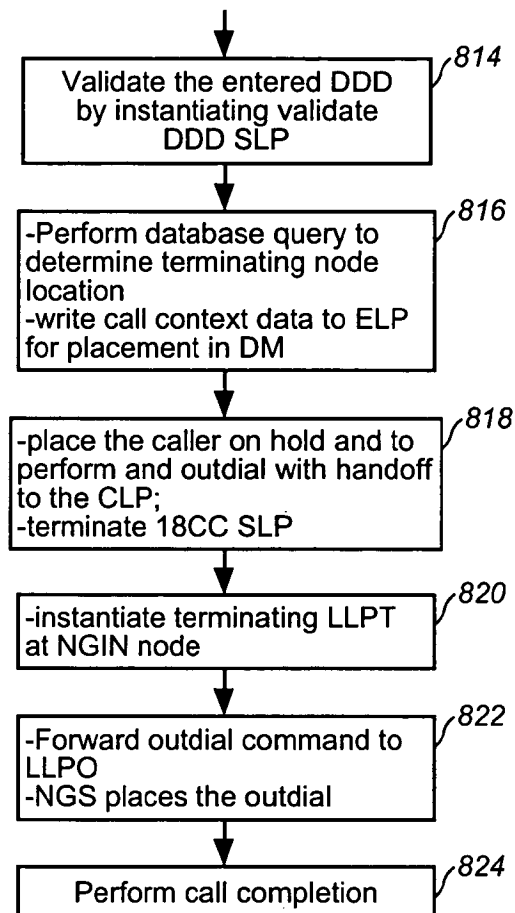 814
Validate the entered DDD
by instantiating validate
DDD SLP
816
-Perform database query to
determine terminating node
location
-write call context data to ELP
for placement in DM
818
-place the caller on hold and to
perform and outdial with handoff
to the CLP;
-terminate 18CC SLP
820
-instantiate terminating LLPT
at NGIN node
822
-Forward outdial command to
LLPO
-NGS places the outdial
824
Perform call completion